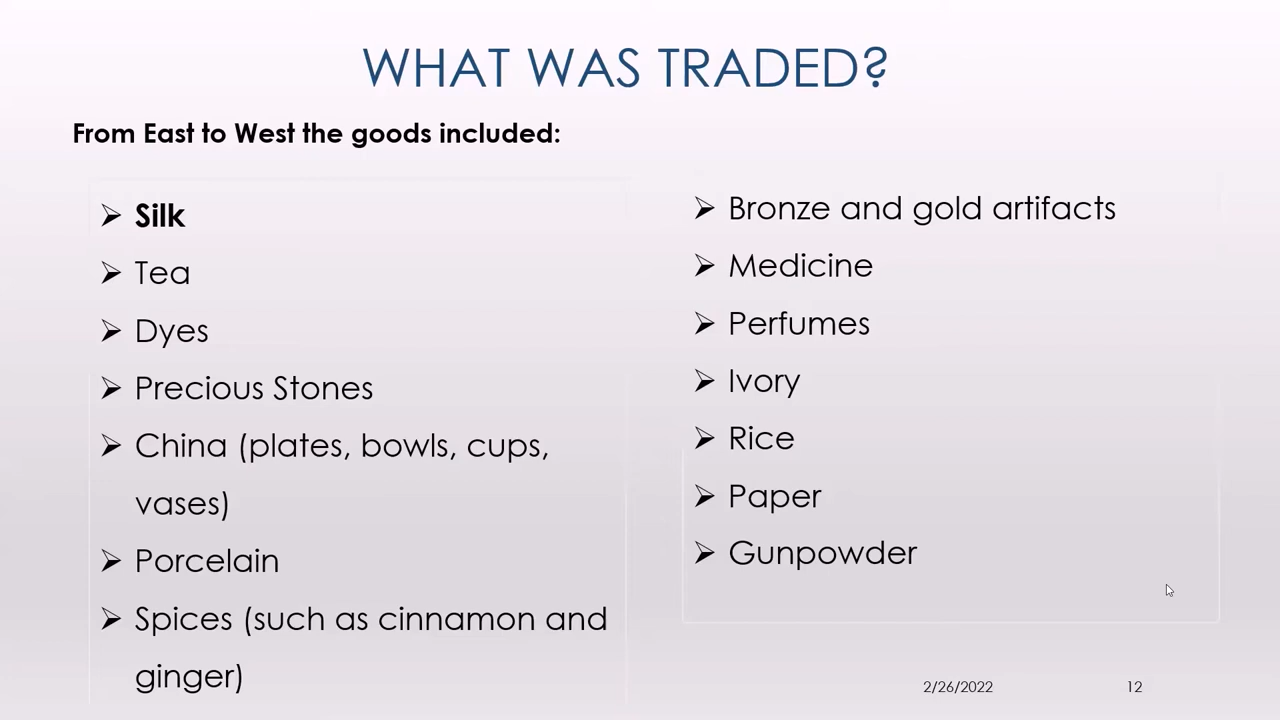 WHAT WAS TRADED?
From East to West the goods included:
➢ Silk
➢ Tea
➢ Dyes
➢ Precious Stones
➢ China (plates, bowls, cups,
vases)
➢ Porcelain
➢ Spices (such as cinnamon and
ginger)
➢ Bronze and gold artifacts
➢ Medicine
➢ Perfumes
➢ Ivory
➢ Rice
➢ Paper
➢ Gunpowder
2/26/2022
12